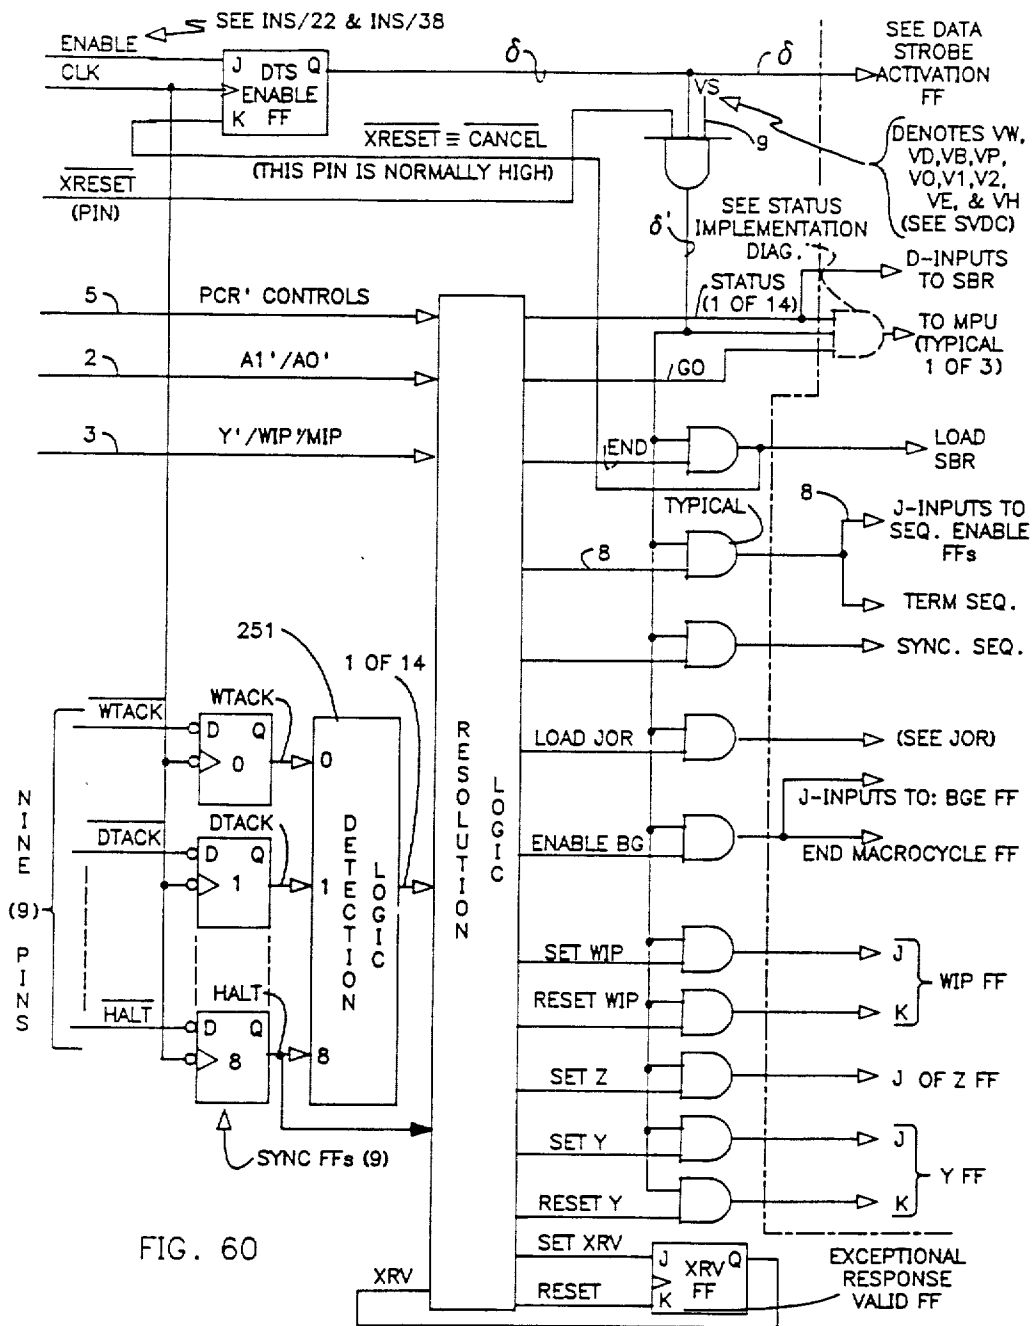 SEE INS/22 & INS/38
ENABLE
CLK
J DTS Q
ENABLE
K FF
δ
δ
SEE DATA
STROBE
ACTIVATION
FF
VS
9
XRESET ≡ CANCEL
(THIS PIN IS NORMALLY HIGH)
XRESET
(PIN)
DENOTES VW,
VD,VB,VP,
VO,V1,V2,
VE, & VH
(SEE SVDC)
SEE STATUS
IMPLEMENTATION
DIAG.
δ'
D-INPUTS
TO SBR
STATUS
(1 OF 14)
5
PCR' CONTROLS
TO MPU
(TYPICAL
1 OF 3)
2
A1'/AO'
GO
3
Y'/WIP'/MIP
END
LOAD
SBR
TYPICAL
8
8
J-INPUTS TO
SEQ. ENABLE
FFs
TERM SEQ.
SYNC. SEQ.
251
1 OF 14
NINE (9) PINS
WTACK
D Q
0
WTACK
0
DTACK
D Q
1
DTACK
1
HALT
D Q
8
HALT
8
DETECTION
LOGIC
RESOLUTION
LOGIC
SYNC FFs (9)
LOAD JOR
(SEE JOR)
ENABLE BG
J-INPUTS TO: BGE FF
END MACROCYCLE FF
SET WIP
J
RESET WIP
K
WIP FF
SET Z
J OF Z FF
SET Y
J
RESET Y
K
Y FF
FIG. 60
SET XRV
XRV
RESET
J XRV Q
K FF
EXCEPTIONAL
RESPONSE
VALID FF